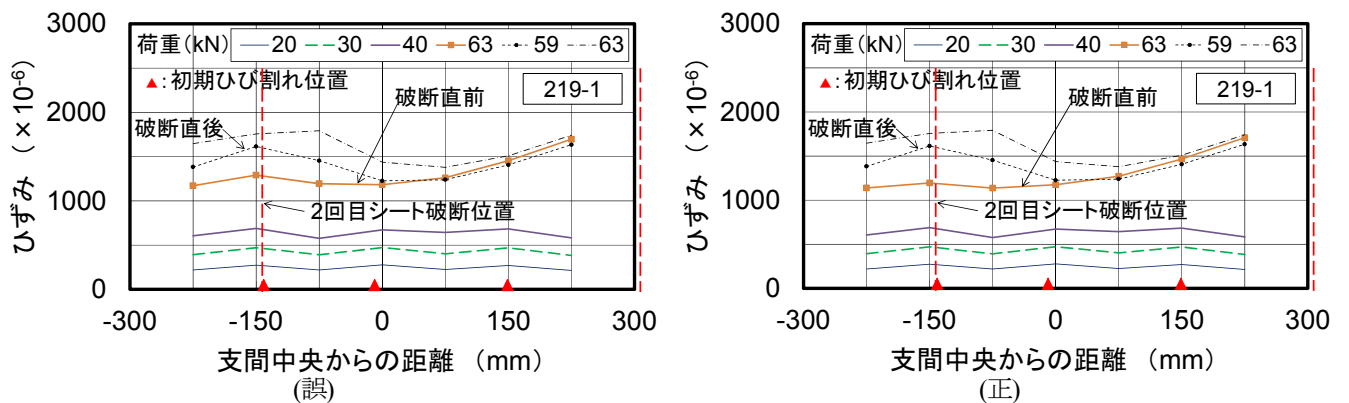 3000
荷重(kN) 20 30 40 63 59 63
▲:初期ひび割れ位置
219-1
2000
破断直後
破断直前
1000
2回目シート破断位置
0
ひずみ (×10⁻⁶)
-300 -150 0 150 300
支間中央からの距離 (mm)
(誤)
3000
荷重(kN) 20 30 40 63 59 63
▲:初期ひび割れ位置
219-1
2000
破断直後
破断直前
1000
2回目シート破断位置
0
ひずみ (×10⁻⁶)
-300 -150 0 150 300
支間中央からの距離 (mm)
(正)